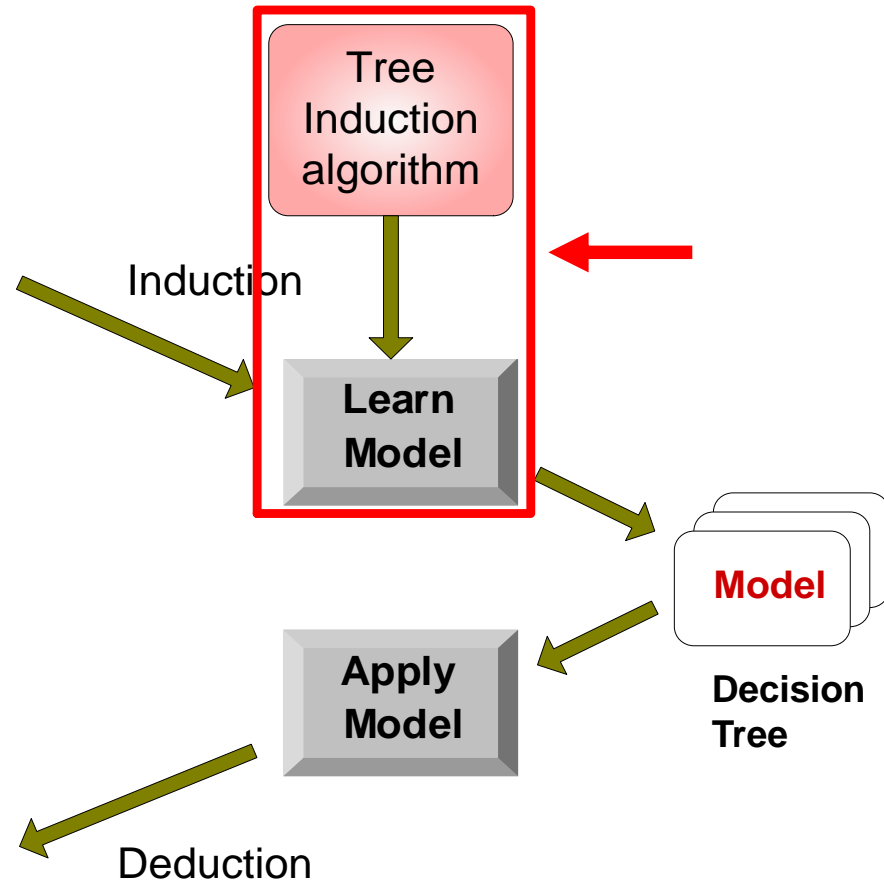 Tree
Induction
algorithm
Induction
Learn
Model
Model
Decision
Tree
Apply
Model
Deduction